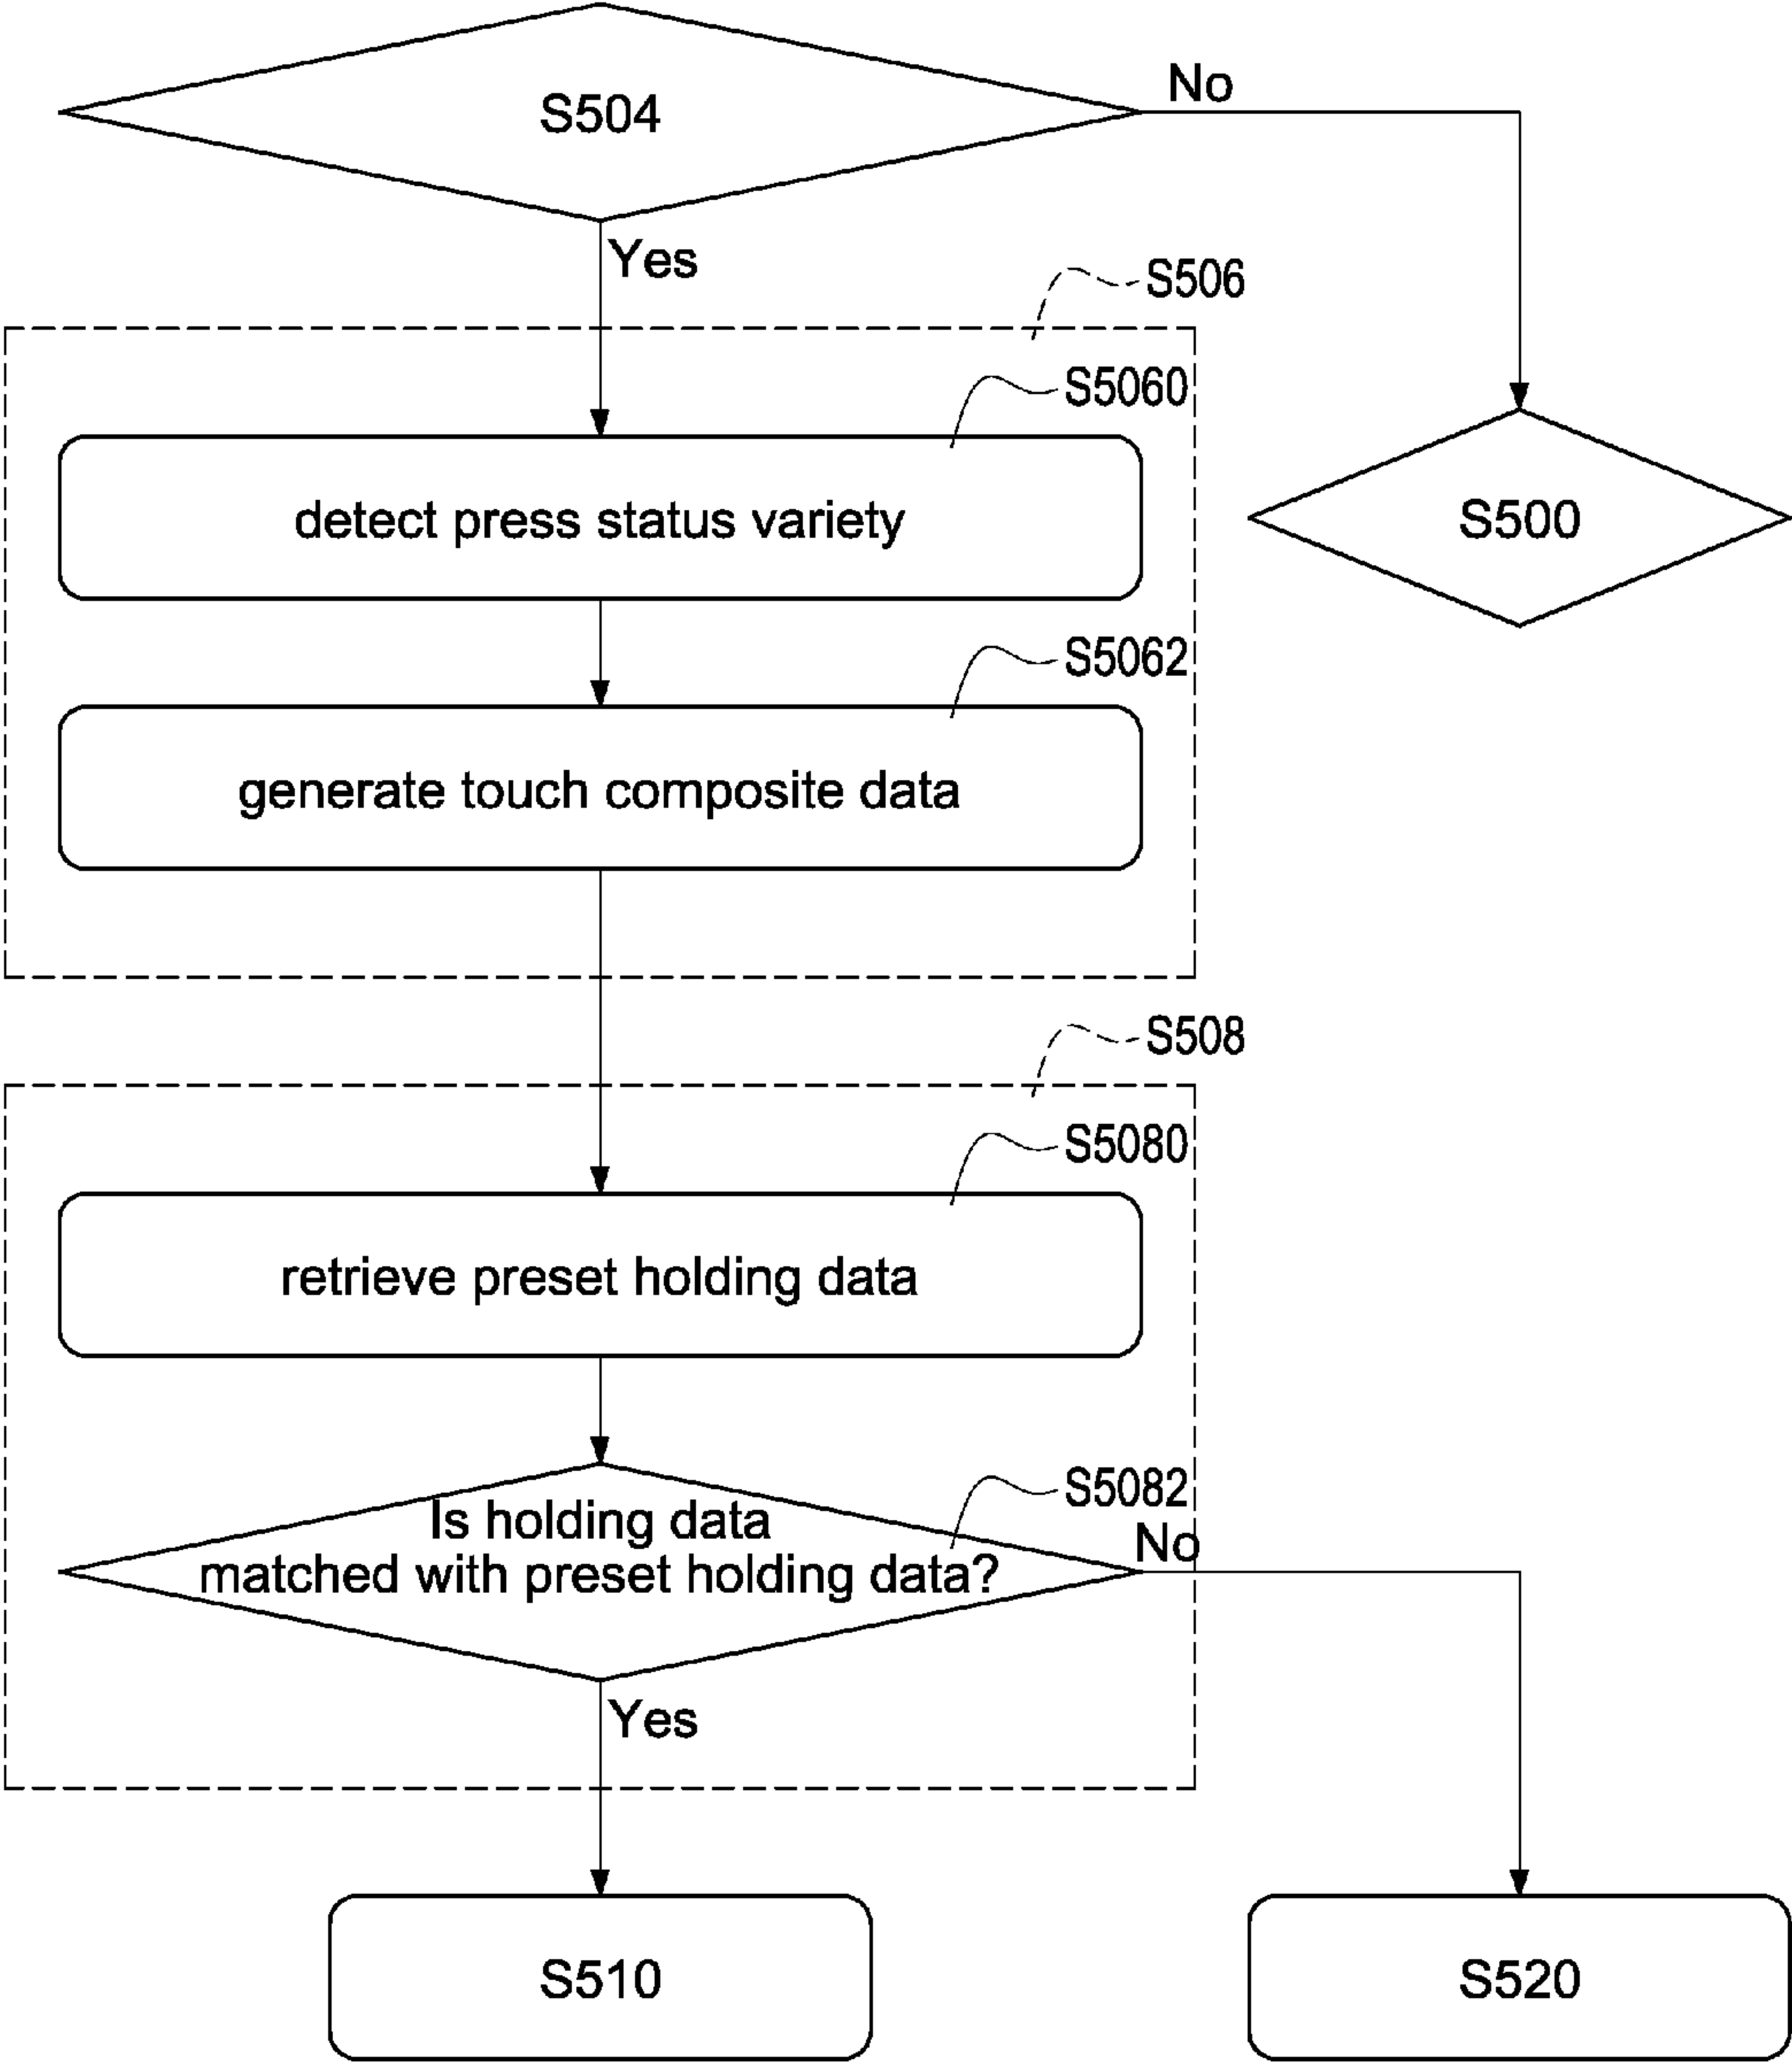 S504
No
Yes
S506
S5060
detect press status variety
S500
S5062
generate touch composite data
S508
S5080
retrieve preset holding data
S5082
Is holding data
matched with preset holding data?
No
Yes
S510
S520